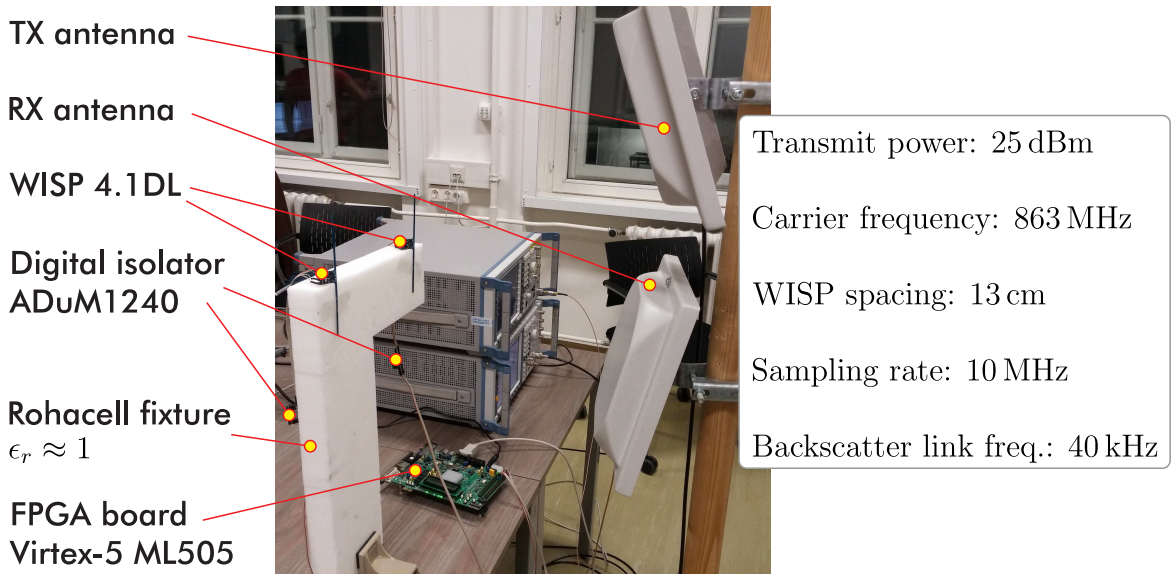 TX antenna
RX antenna
WISP 4.1DL
Digital isolator
ADuM1240
Rohacell fixture
ϵ_r ≈ 1
FPGA board
Virtex-5 ML505
Transmit power: 25 dBm
Carrier frequency: 863 MHz
WISP spacing: 13 cm
Sampling rate: 10 MHz
Backscatter link freq.: 40 kHz